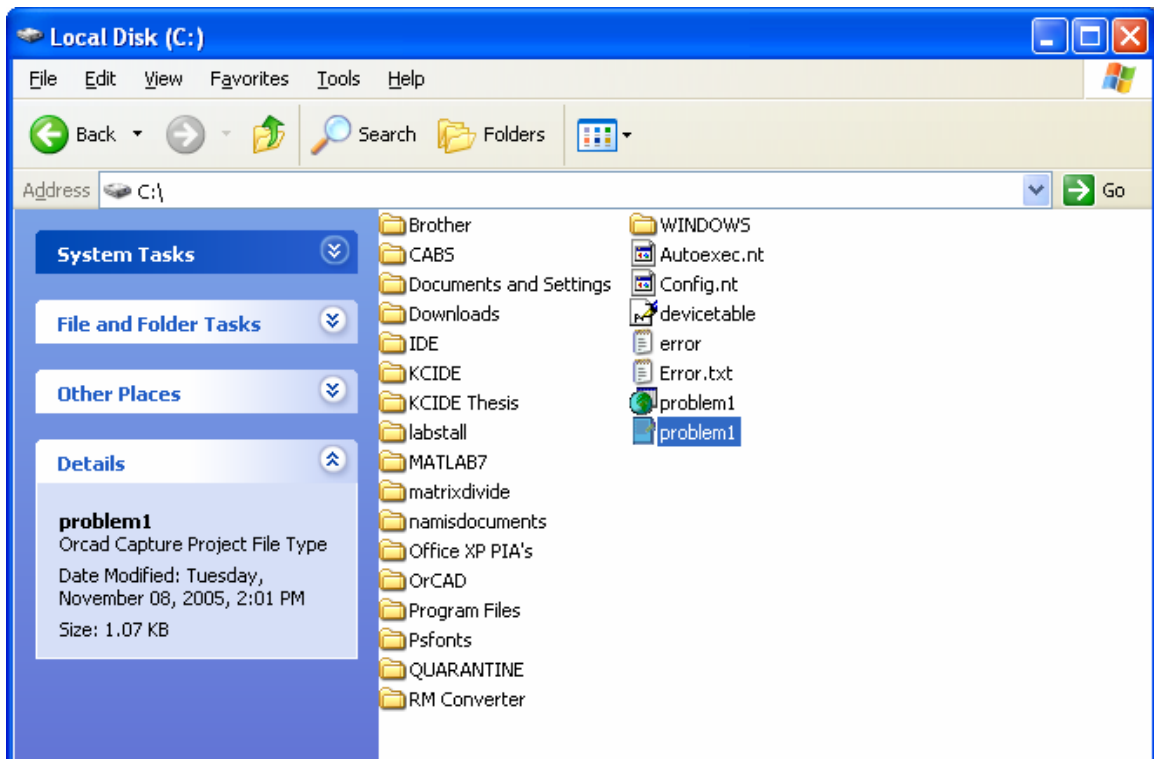 Local Disk (C:)
File Edit View Favorites Tools Help
Back Search Folders
Address C:\ Go
System Tasks
File and Folder Tasks
Other Places
Details
problem1
Orcad Capture Project File Type
Date Modified: Tuesday,
November 08, 2005, 2:01 PM
Size: 1.07 KB
Brother
CABS
Documents and Settings
Downloads
IDE
KCIDE
KCIDE Thesis
labstall
MATLAB7
matrixdivide
namisdocuments
Office XP PIA's
OrCAD
Program Files
Psfonts
QUARANTINE
RM Converter
WINDOWS
Autoexec.nt
Config.nt
devicetable
error
Error.txt
problem1
problem1